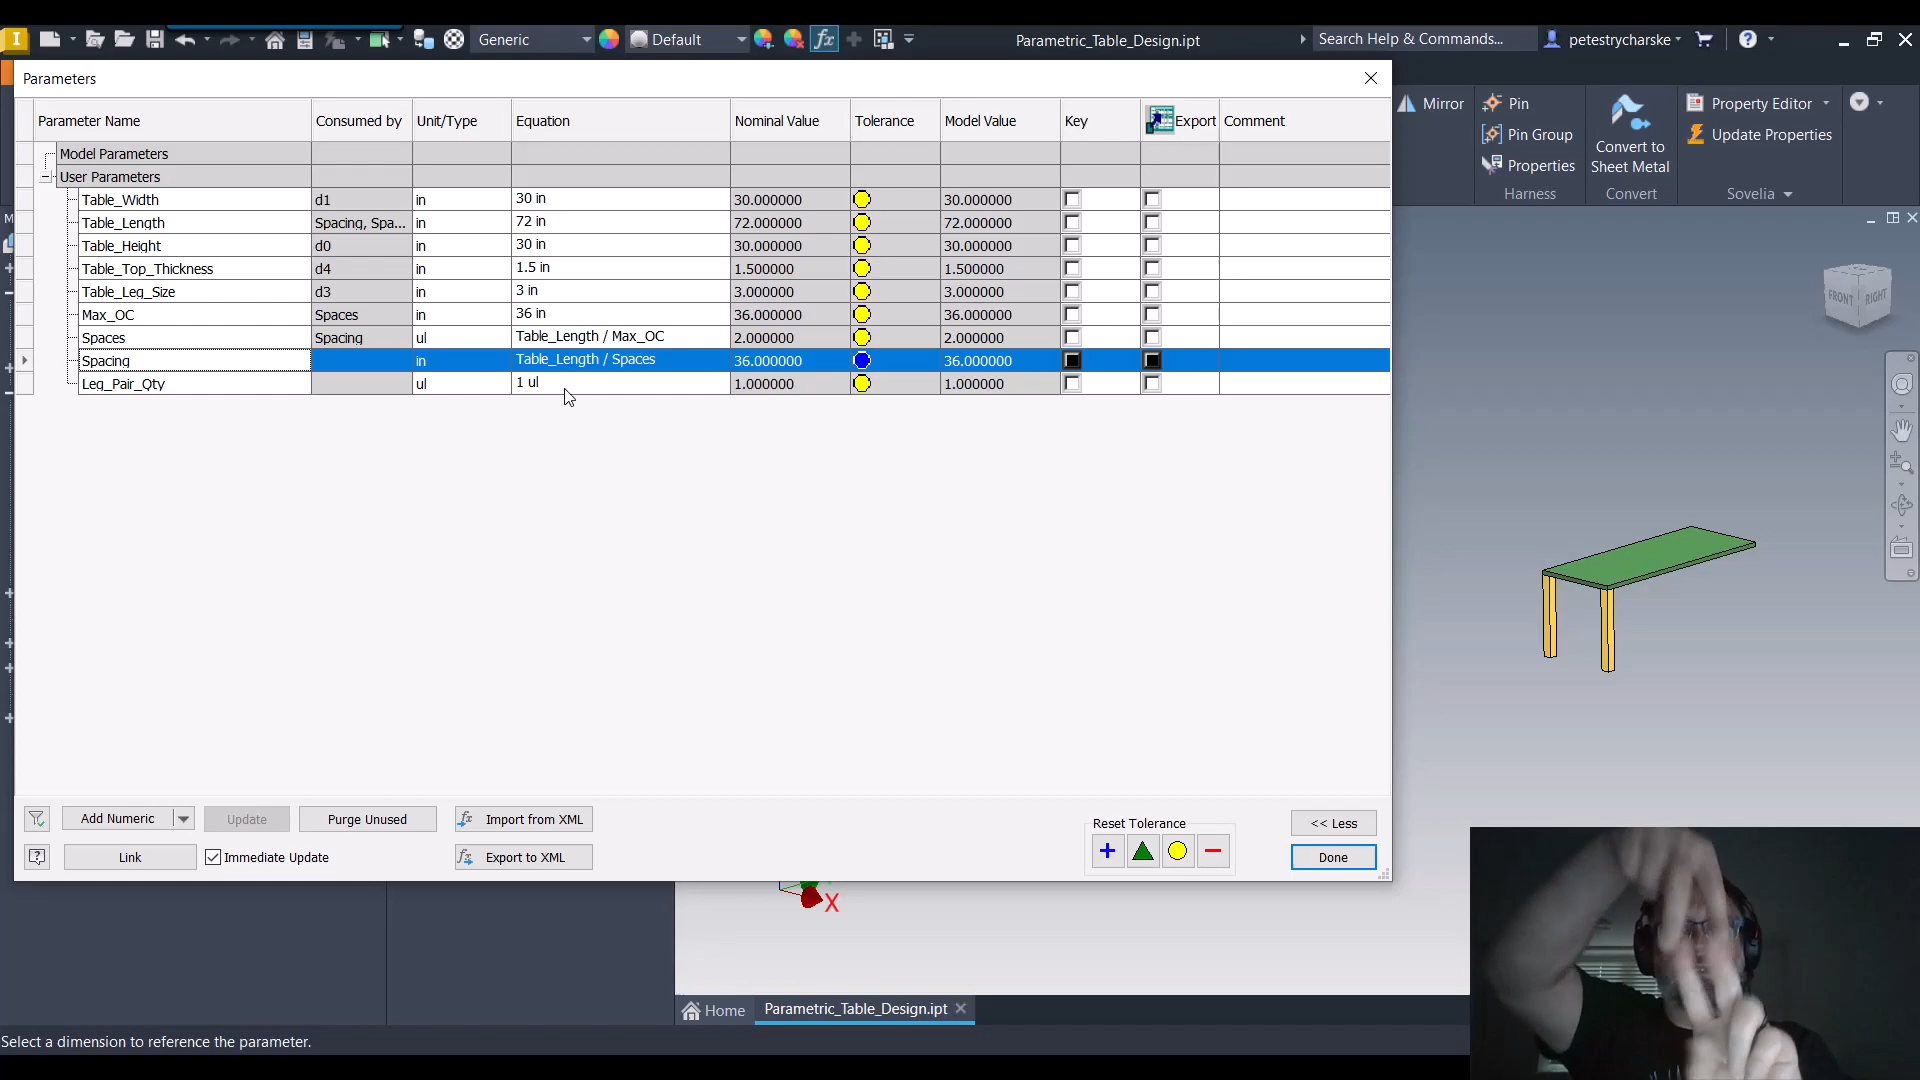 I Generic Default fx Parametric_Table_Design.ipt Search Help & Commands... petestrycharske ?
Parameters
Mirror Pin Property Editor
Pin Group Convert to Update Properties
Properties Sheet Metal
Harness Convert Sovelia
Parameter Name Consumed by Unit/Type Equation Nominal Value Tolerance Model Value Key Export Comment
Model Parameters
User Parameters
Table_Width d1 in 30 in 30.000000 30.000000
Table_Length Spacing, Spa... in 72 in 72.000000 72.000000
Table_Height d0 in 30 in 30.000000 30.000000
Table_Top_Thickness d4 in 1.5 in 1.500000 1.500000
Table_Leg_Size d3 in 3 in 3.000000 3.000000
Max_OC Spaces in 36 in 36.000000 36.000000
Spaces Spacing ul Table_Length / Max_OC 2.000000 2.000000
Spacing in Table_Length / Spaces 36.000000 36.000000
Leg_Pair_Qty ul 1 ul 1.000000 1.000000
M
FRONT RIGHT
Add Numeric Update Purge Unused fx Import from XML Reset Tolerance << Less
? Link Immediate Update fx Export to XML Done
X
Home Parametric_Table_Design.ipt
Select a dimension to reference the parameter.